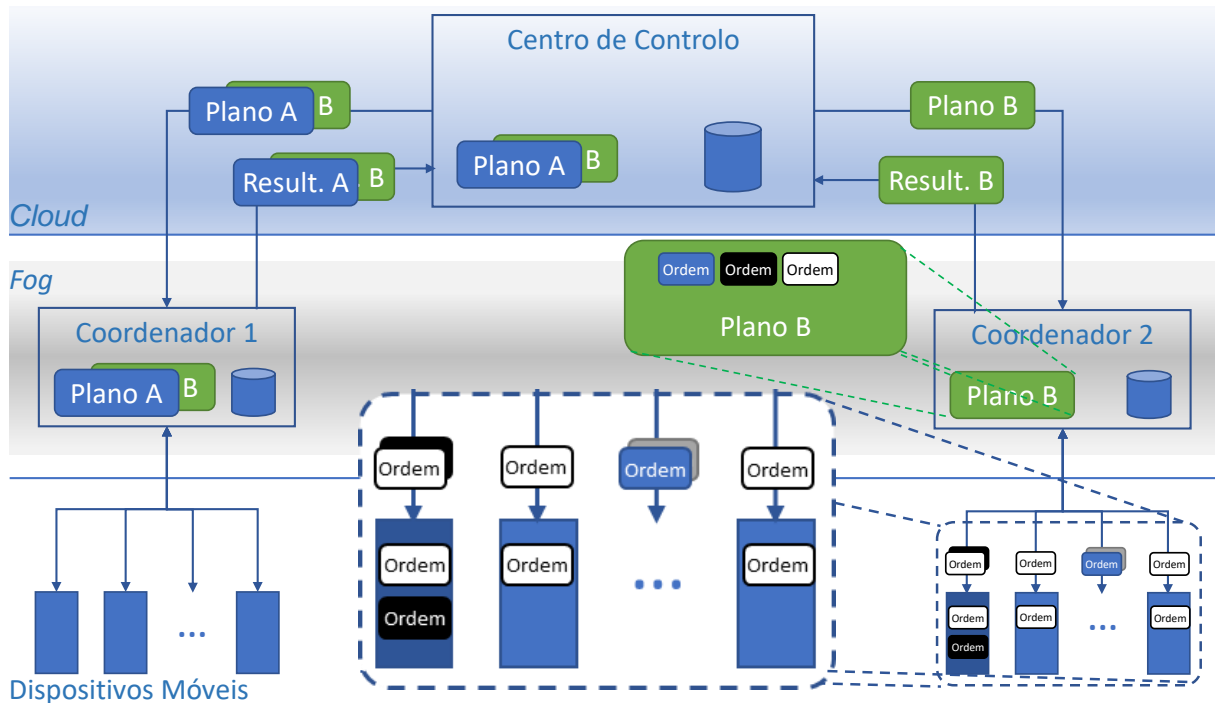 Centro de Controlo
Plano A
B
Plano B
Plano A
B
Result. A
. B
Result. B
Cloud
Fog
Ordem
Ordem
Ordem
Plano B
Coordenador 1
Plano A
B
Coordenador 2
Plano B
Ordem
Ordem
Ordem
Ordem
Ordem
Ordem
Ordem
Ordem
...
Ordem
Ordem
Ordem
Ordem
Ordem
Ordem
Ordem
Ordem
Ordem
...
...
Dispositivos Móveis